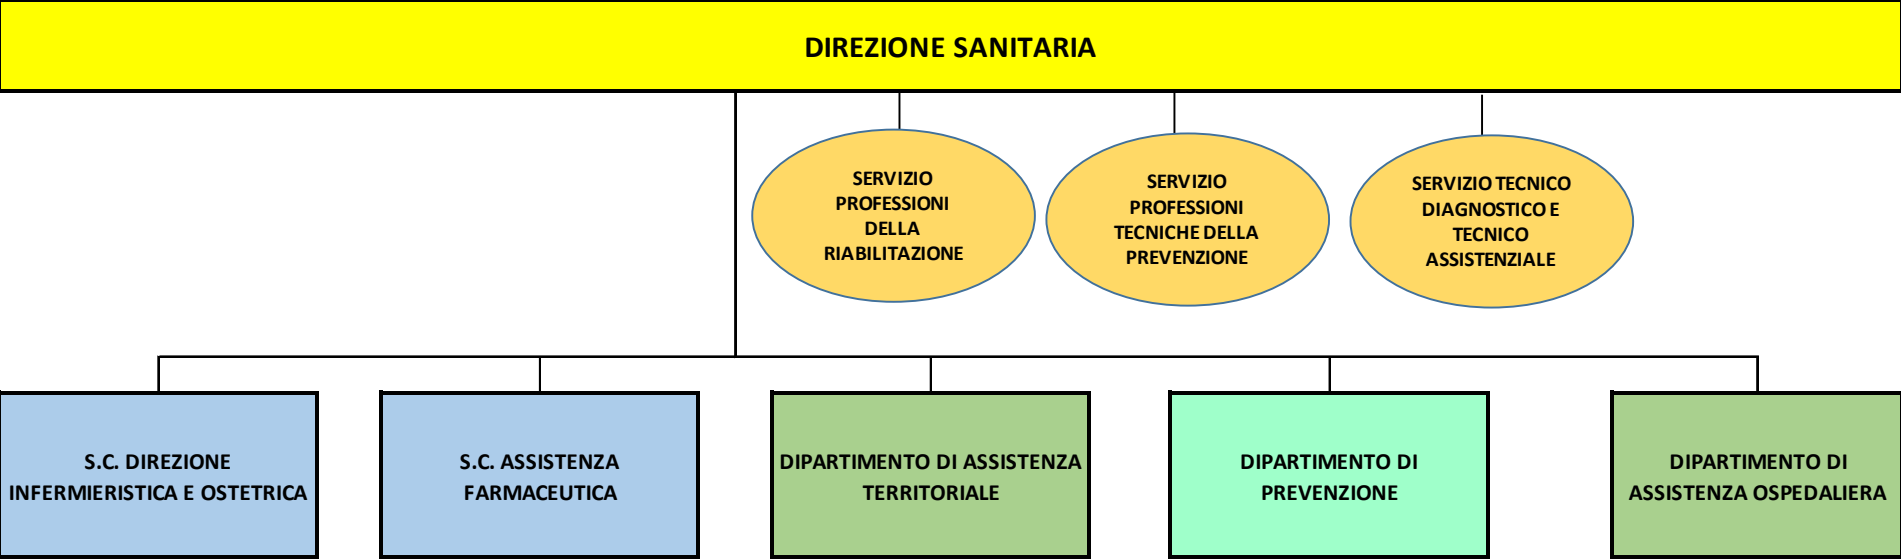 DIREZIONE SANITARIA
SERVIZIO
PROFESSIONI
DELLA
RIABILITAZIONE
SERVIZIO
PROFESSIONI
TECNICHE DELLA
PREVENZIONE
SERVIZIO TECNICO
DIAGNOSTICO E
TECNICO
ASSISTENZIALE
S.C. DIREZIONE
INFERMIERISTICA E OSTETRICA
S.C. ASSISTENZA
FARMACEUTICA
DIPARTIMENTO DI ASSISTENZA
TERRITORIALE
DIPARTIMENTO DI
PREVENZIONE
DIPARTIMENTO DI
ASSISTENZA OSPEDALIERA